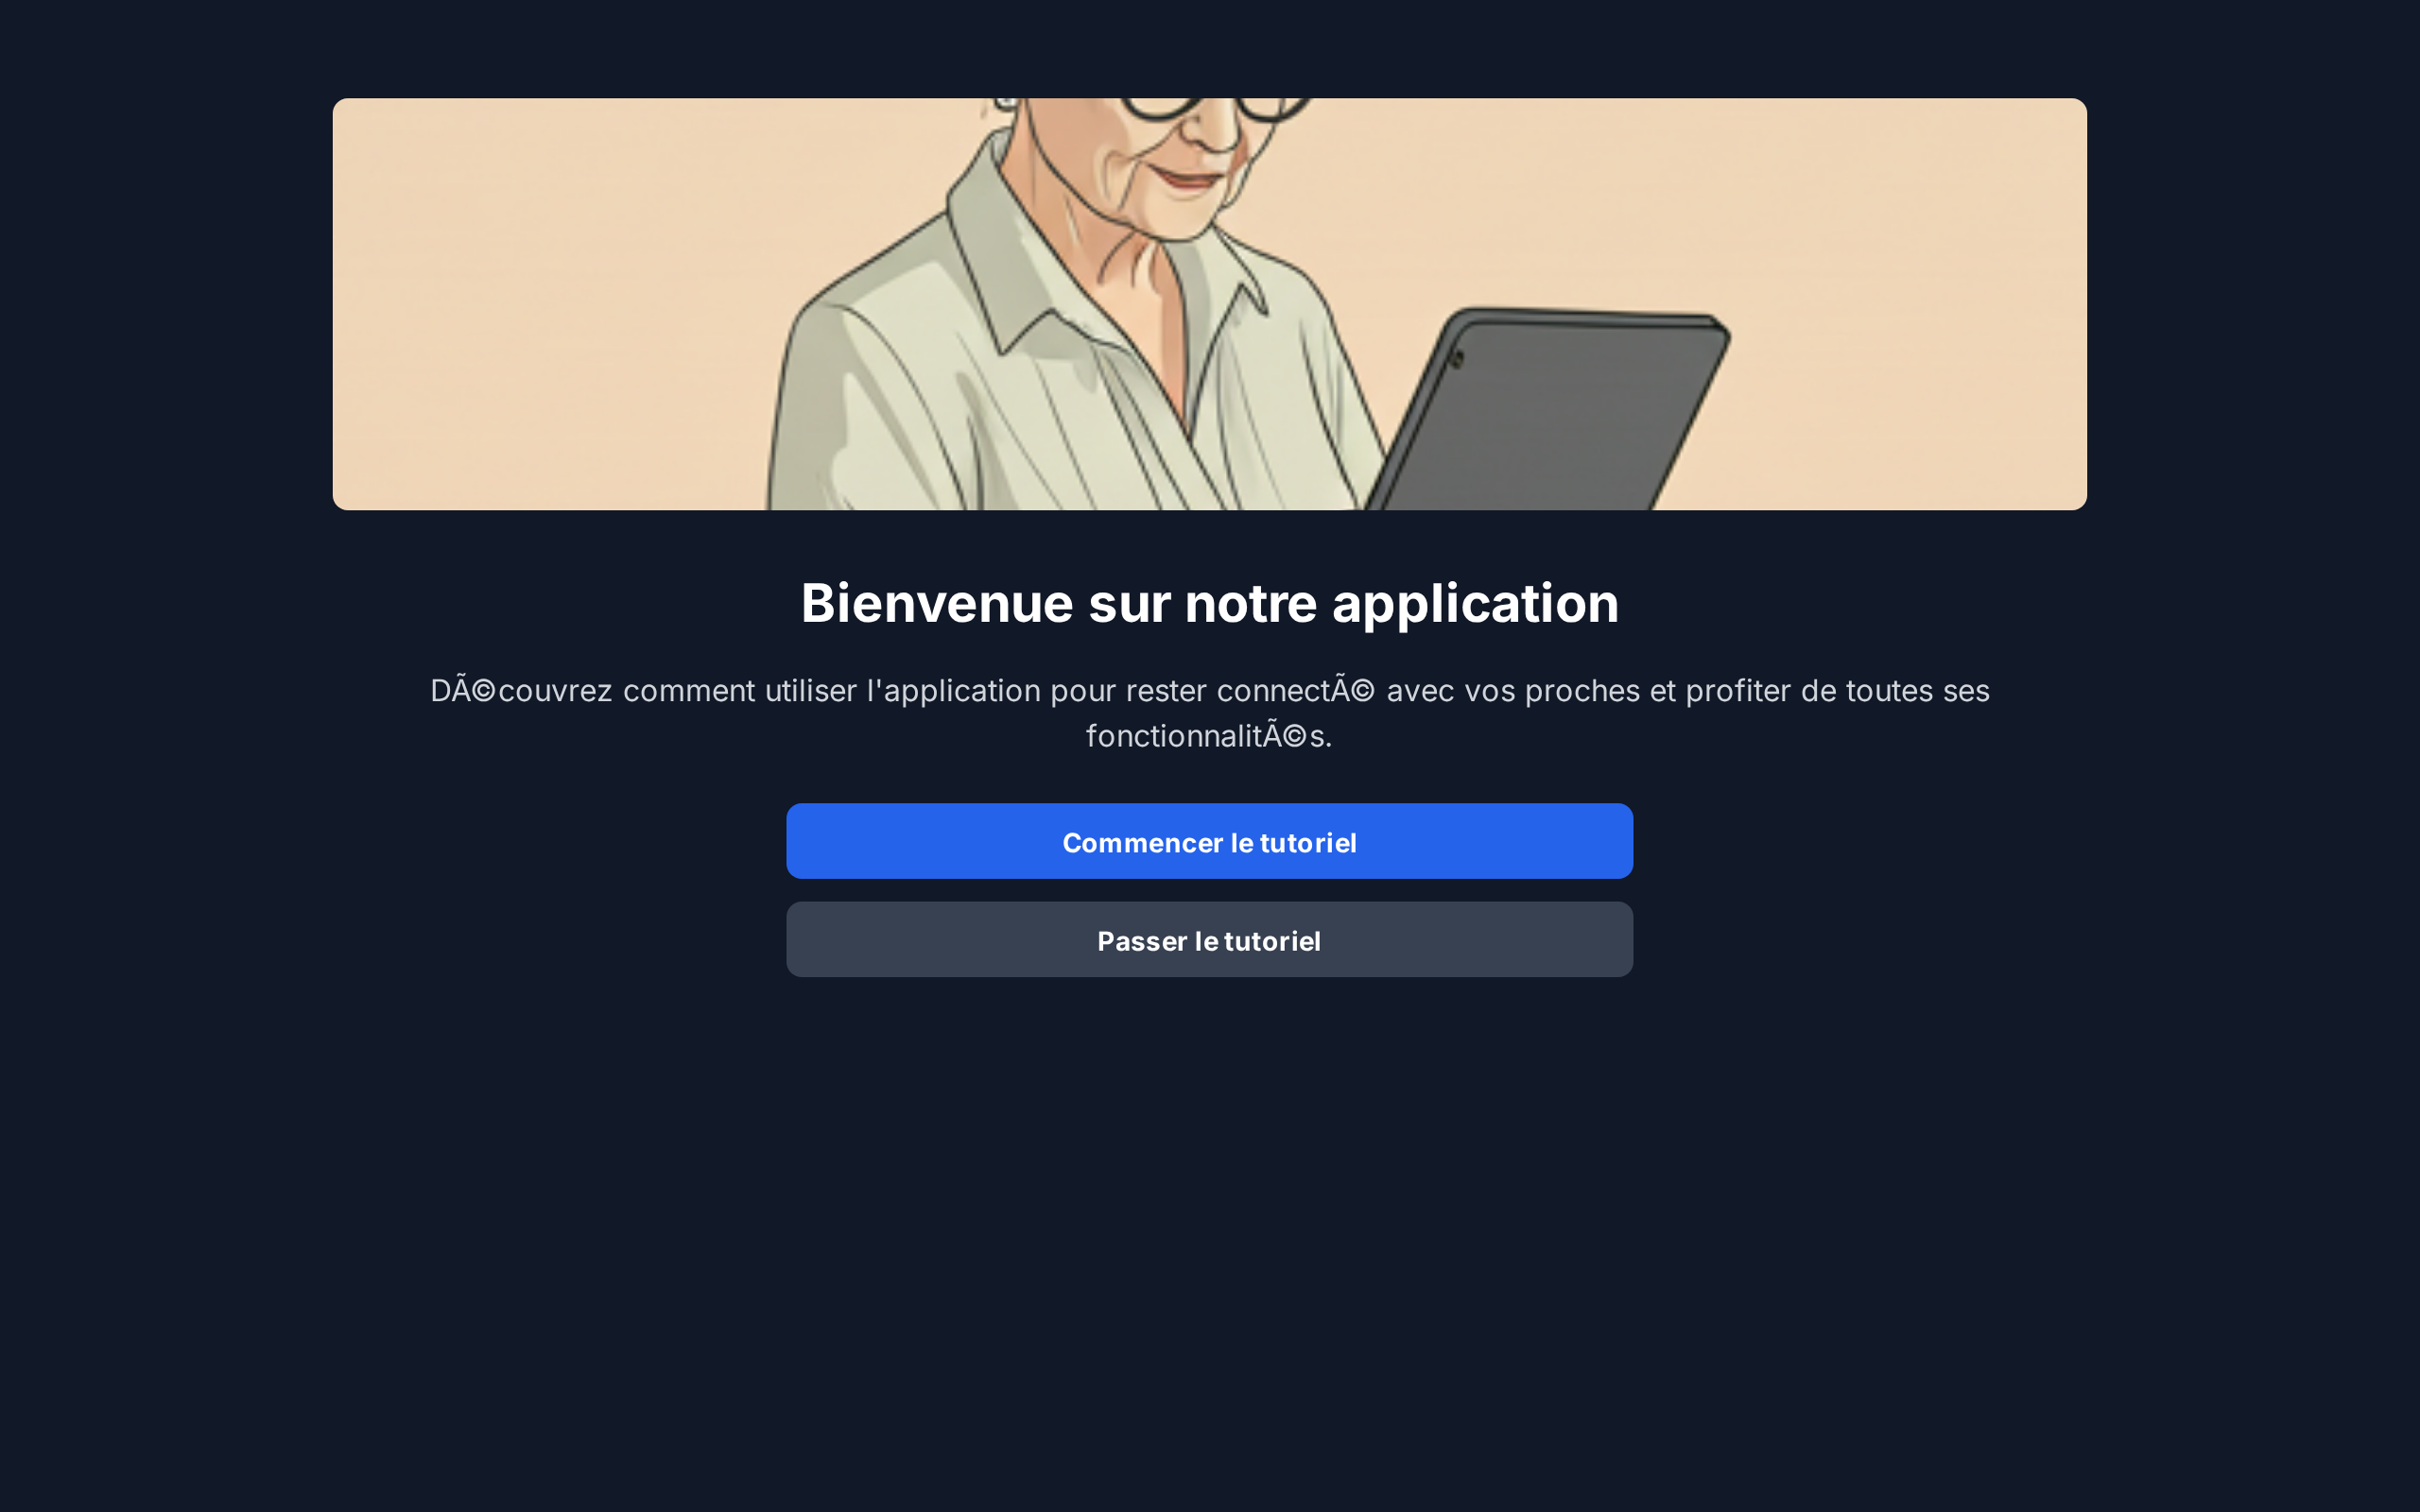 Bienvenue sur notre application
DÃ©couvrez comment utiliser l'application pour rester connectÃ© avec vos proches et profiter de toutes ses
fonctionnalitÃ©s.
Commencer le tutoriel
Passer le tutoriel